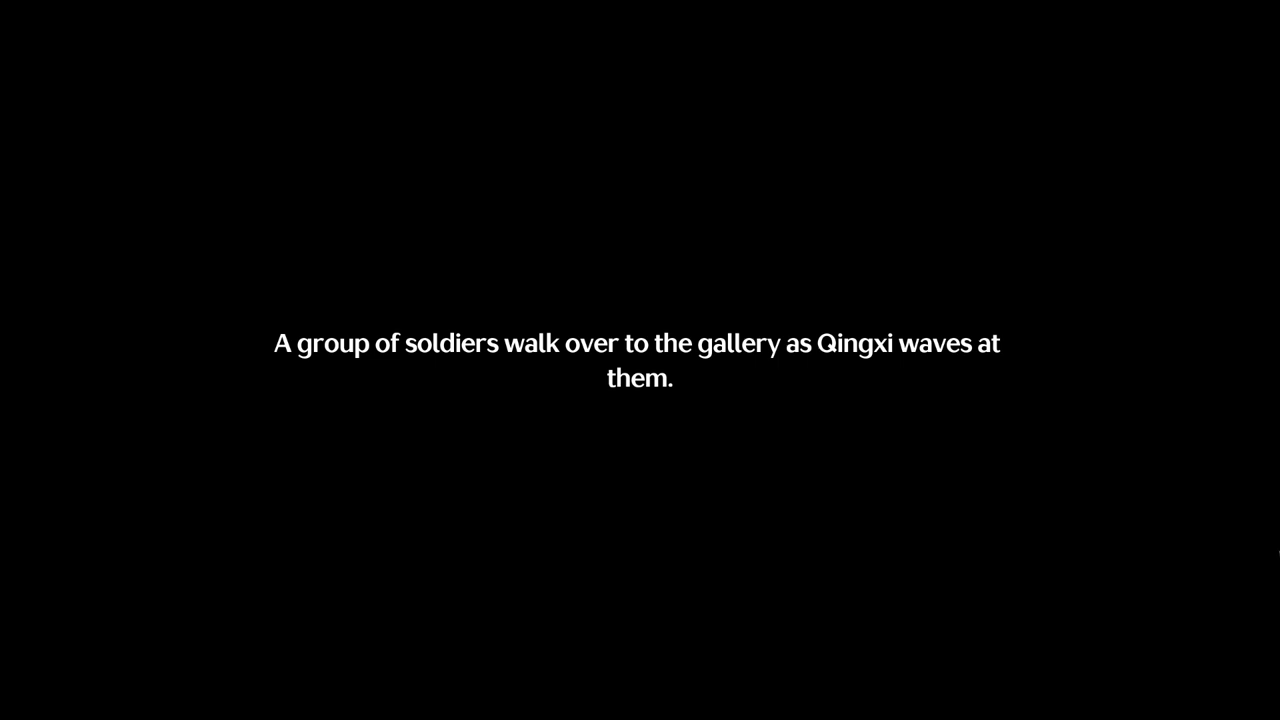 A group of soldiers walk over to the gallery as Qingxi waves at
them.